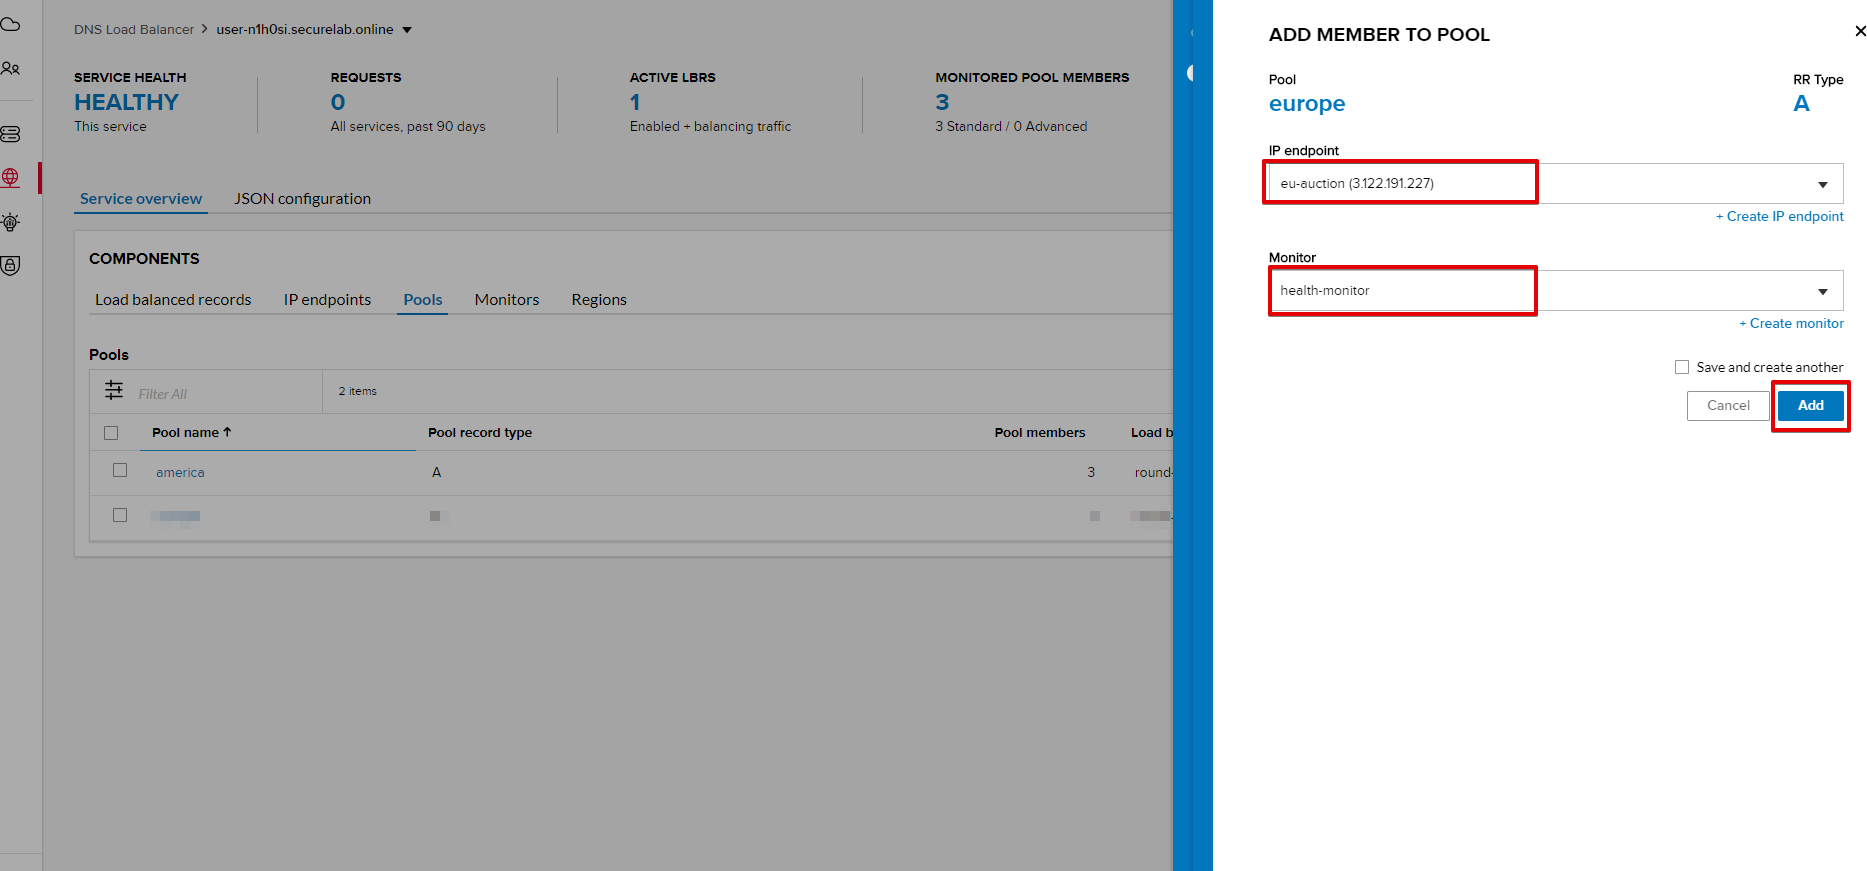 DNS Load Balancer > user-n1h0si.securelab.online
SERVICE HEALTH
HEALTHY
This service
REQUESTS
0
All services, past 90 days
ACTIVE LBRS
1
Enabled + balancing traffic
MONITORED POOL MEMBERS
3
3 Standard / 0 Advanced
Service overview JSON configuration
COMPONENTS
Load balanced records IP endpoints Pools Monitors Regions
Pools
Filter All 2 items
Pool name ↑ Pool record type Pool members Load b
america A 3 round-
ADD MEMBER TO POOL
Pool
europe
RR Type
A
IP endpoint
eu-auction (3.122.191.227)
+ Create IP endpoint
Monitor
health-monitor
+ Create monitor
Save and create another
Cancel Add